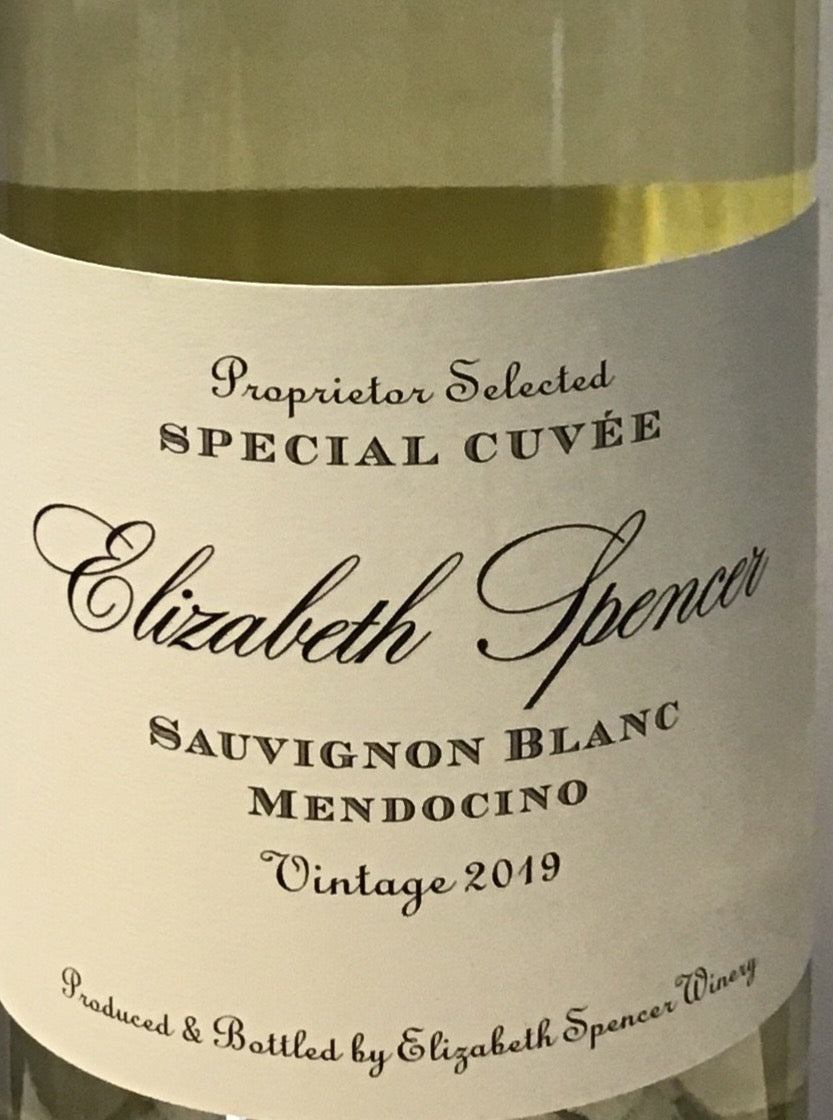 Proprietor Selected
SPECIAL CUVÉE
Elizabeth Spencer
SAUVIGNON BLANC
MENDOCINO
Vintage 2019
Produced & Bottled by Elizabeth Spencer Winery